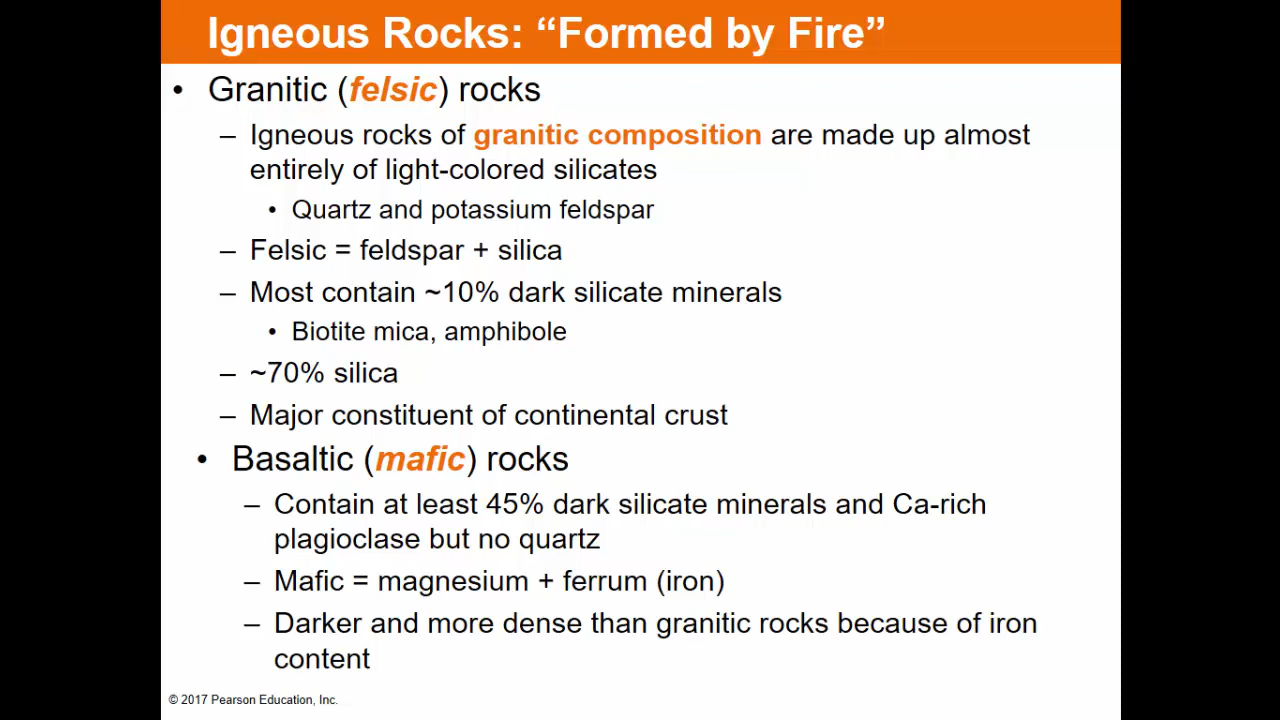 Igneous Rocks: “Formed by Fire”
• Granitic (felsic) rocks
– Igneous rocks of granitic composition are made up almost
entirely of light-colored silicates
• Quartz and potassium feldspar
– Felsic = feldspar + silica
– Most contain ~10% dark silicate minerals
• Biotite mica, amphibole
– ~70% silica
– Major constituent of continental crust
• Basaltic (mafic) rocks
– Contain at least 45% dark silicate minerals and Ca-rich
plagioclase but no quartz
– Mafic = magnesium + ferrum (iron)
– Darker and more dense than granitic rocks because of iron
content
© 2017 Pearson Education, Inc.